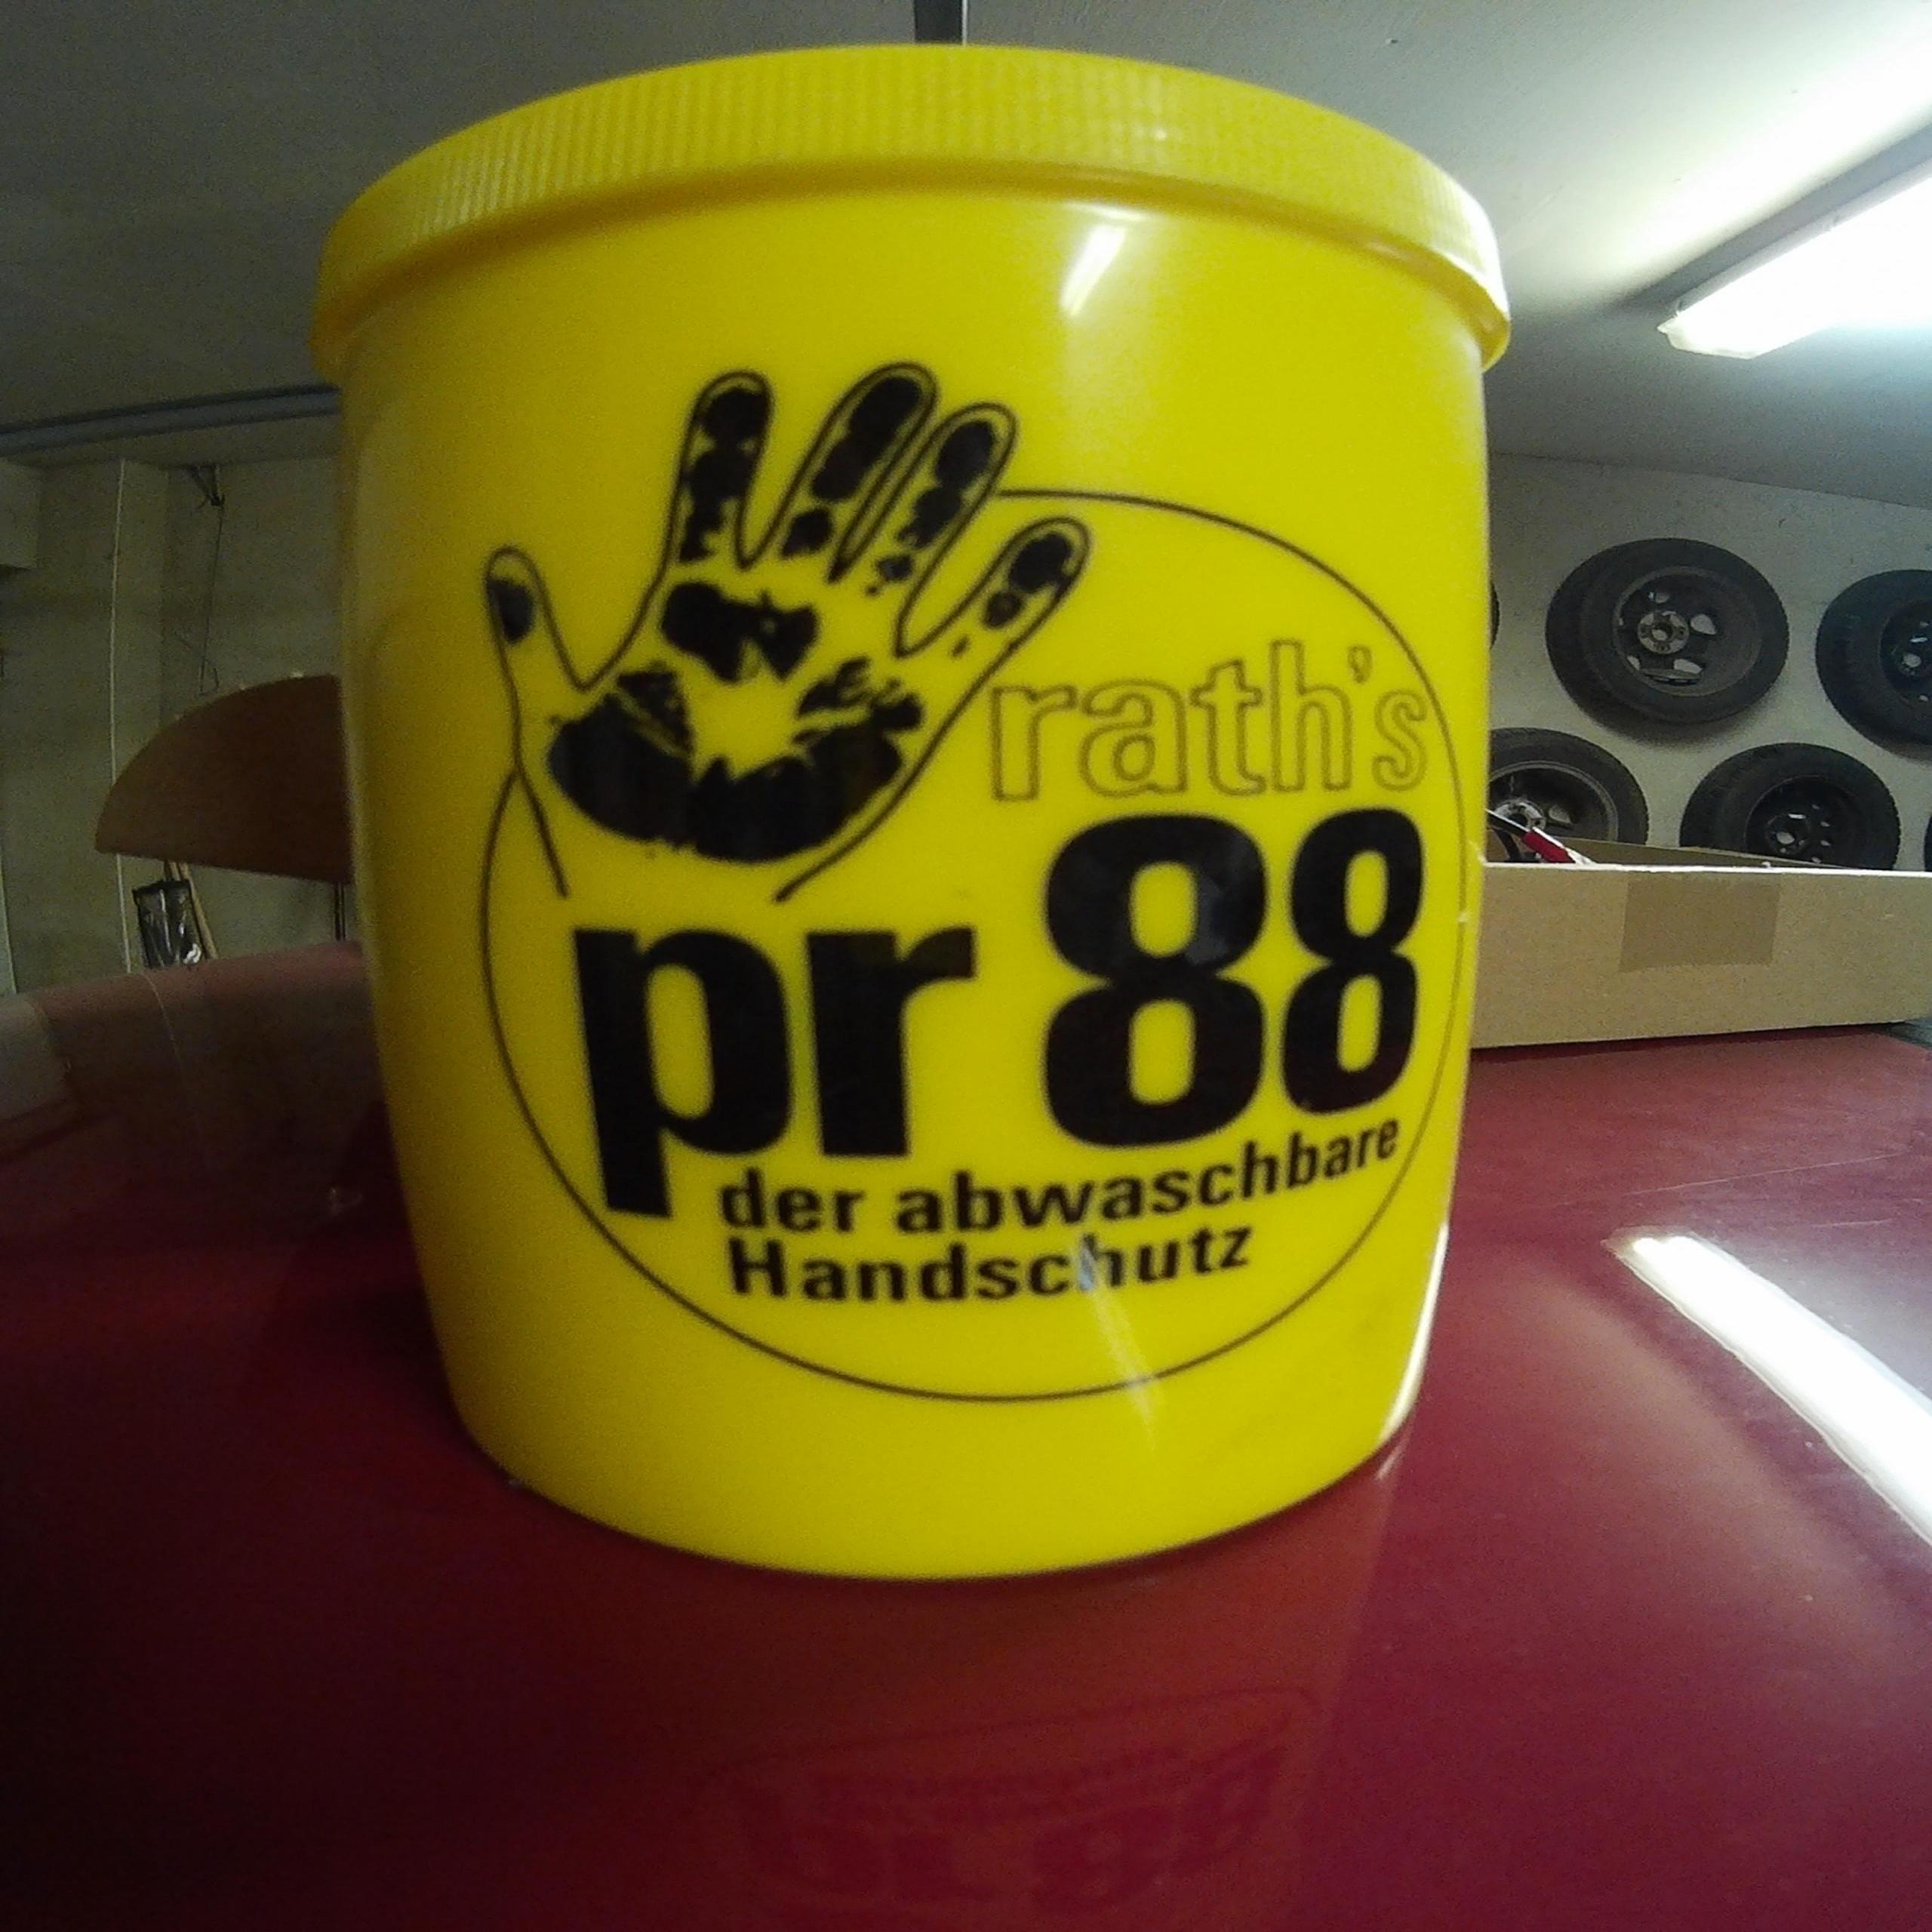 rath's
pr 88
der abwaschbare
Handschutz